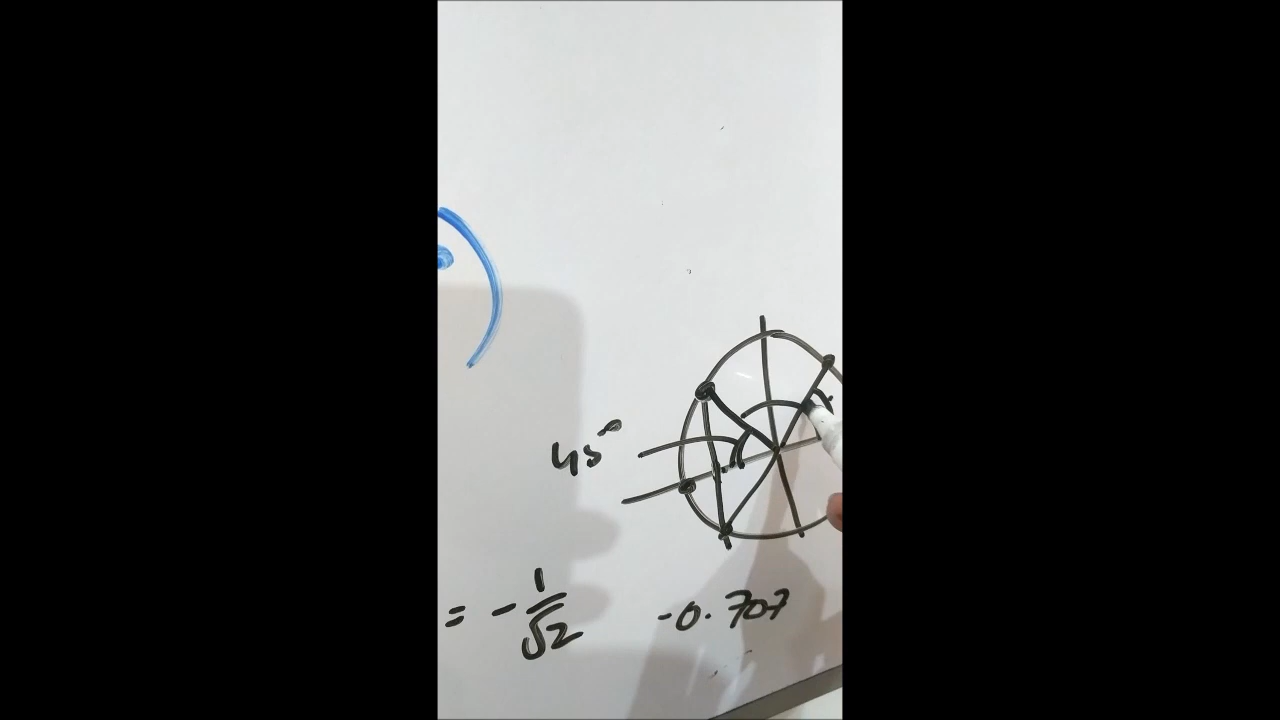 45°
= - 1/√2 -0.707